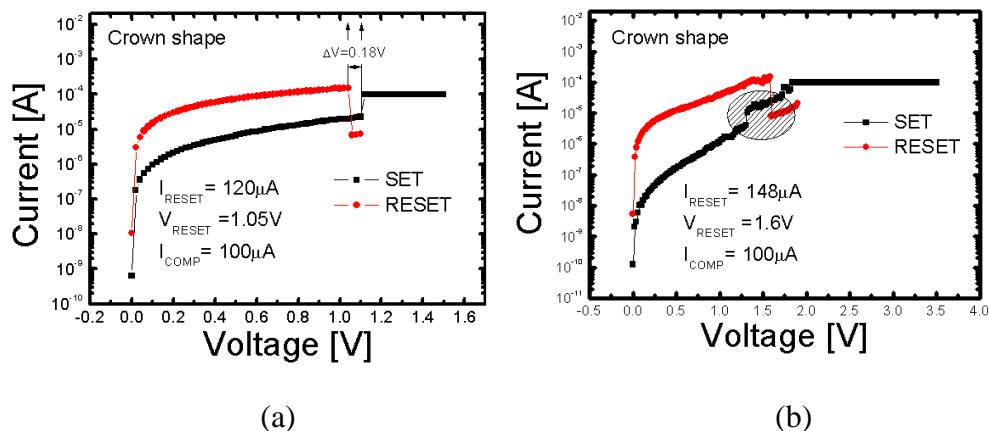 Crown shape
ΔV=0.18V
Current [A]
10⁻²
10⁻³
10⁻⁴
10⁻⁵
10⁻⁶
10⁻⁷
10⁻⁸
10⁻⁹
10⁻¹⁰
SET
RESET
I_RESET = 120μA
V_RESET =1.05V
I_COMP= 100μA
-0.2 0.0 0.2 0.4 0.6 0.8 1.0 1.2 1.4 1.6
Voltage [V]
(a)
Crown shape
Current [A]
10⁻²
10⁻³
10⁻⁴
10⁻⁵
10⁻⁶
10⁻⁷
10⁻⁸
10⁻⁹
10⁻¹⁰
10⁻¹¹
SET
RESET
I_RESET = 148μA
V_RESET =1.6V
I_COMP= 100μA
-0.5 0.0 0.5 1.0 1.5 2.0 2.5 3.0 3.5 4.0
Voltage [V]
(b)